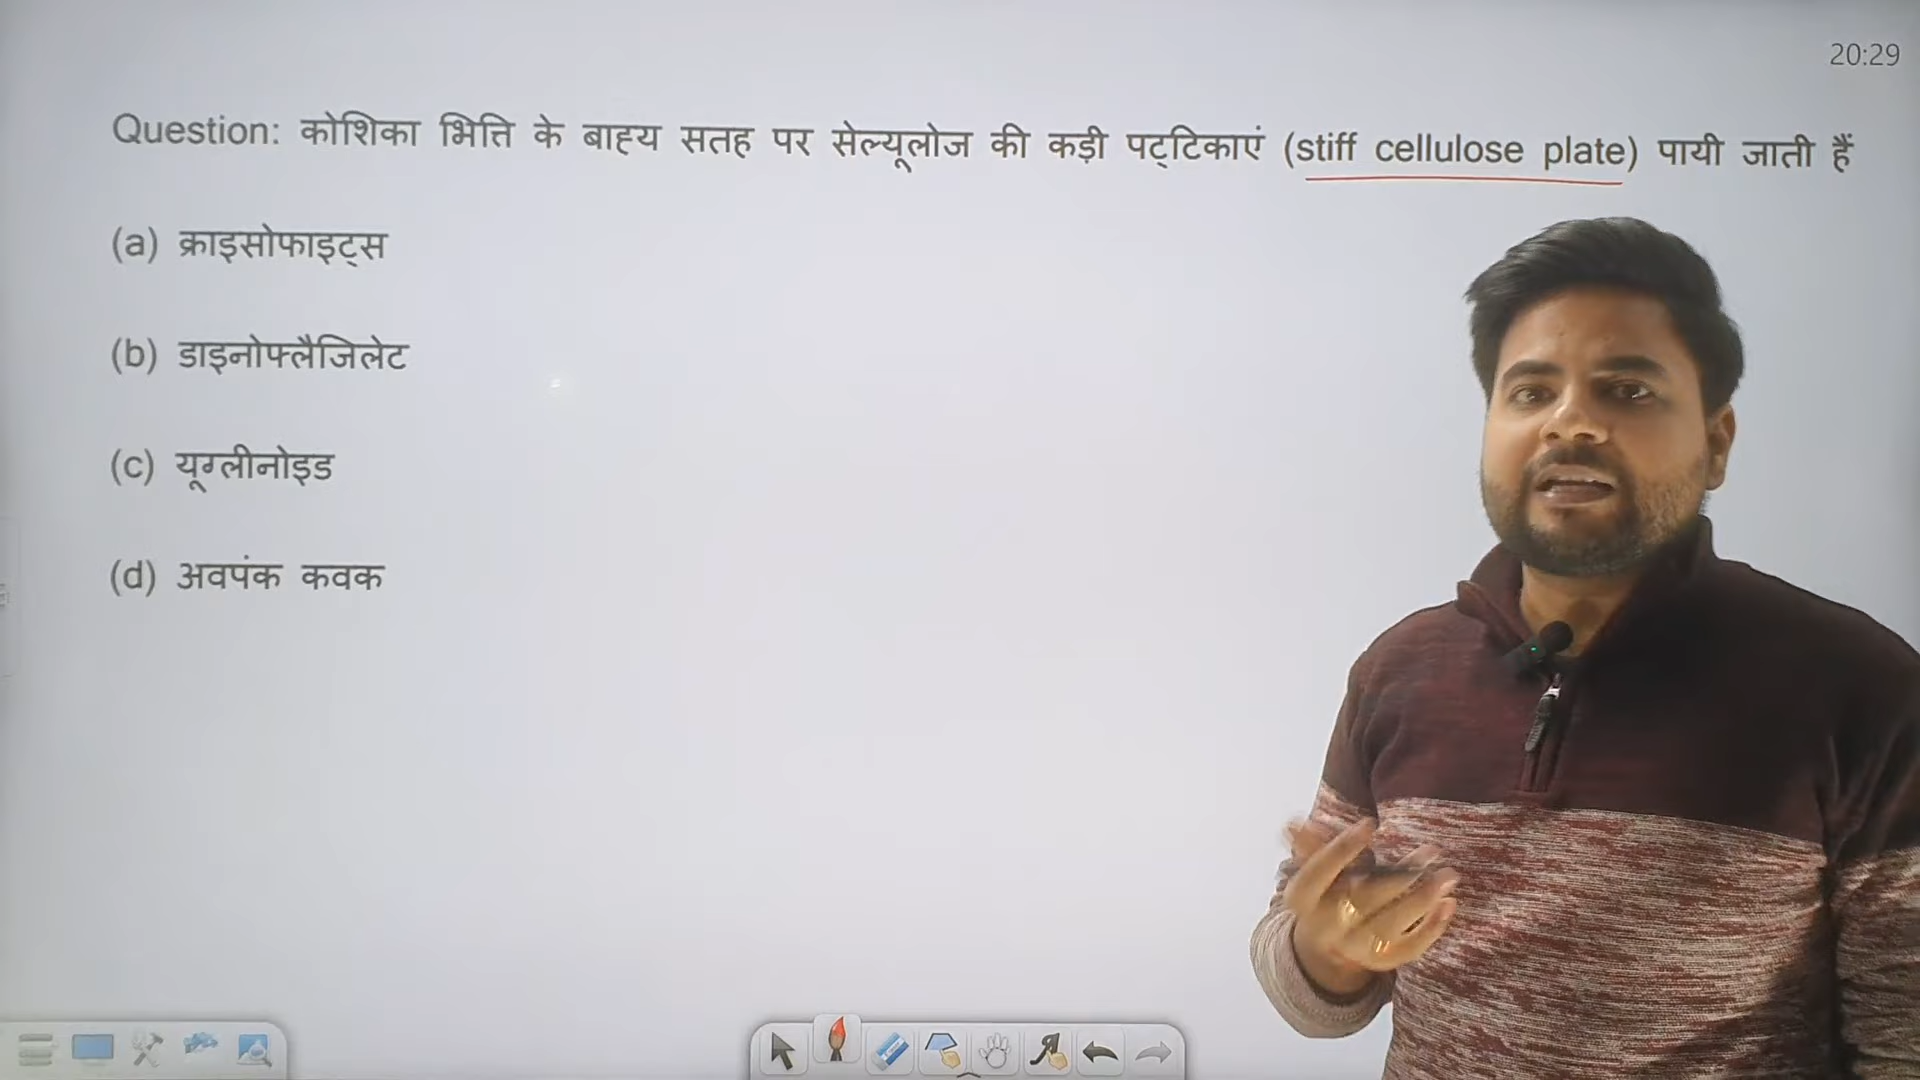 20:29
Question: कोशिका भित्ति के बाह्य सतह पर सेल्यूलोज की कड़ी पट्टिकाएं (stiff cellulose plate) पायी जाती हैं
(a) क्राइसोफाइट्स
(b) डाइनोफ्लैजिलेट
(c) यूग्लीनोइड
(d) अवपंक कवक